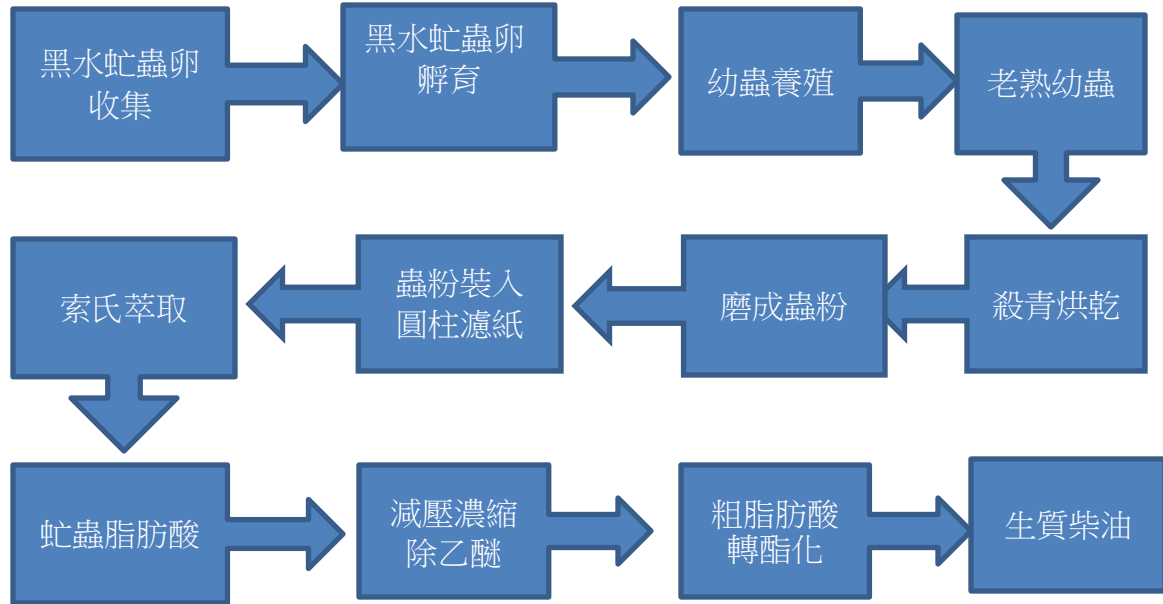 黑水虻蟲卵
收集
黑水虻蟲卵
孵育
幼蟲養殖
老熟幼蟲
殺青烘乾
磨成蟲粉
蟲粉裝入
圓柱濾紙
索氏萃取
虻蟲脂肪酸
減壓濃縮
除乙醚
粗脂肪酸
轉酯化
生質柴油